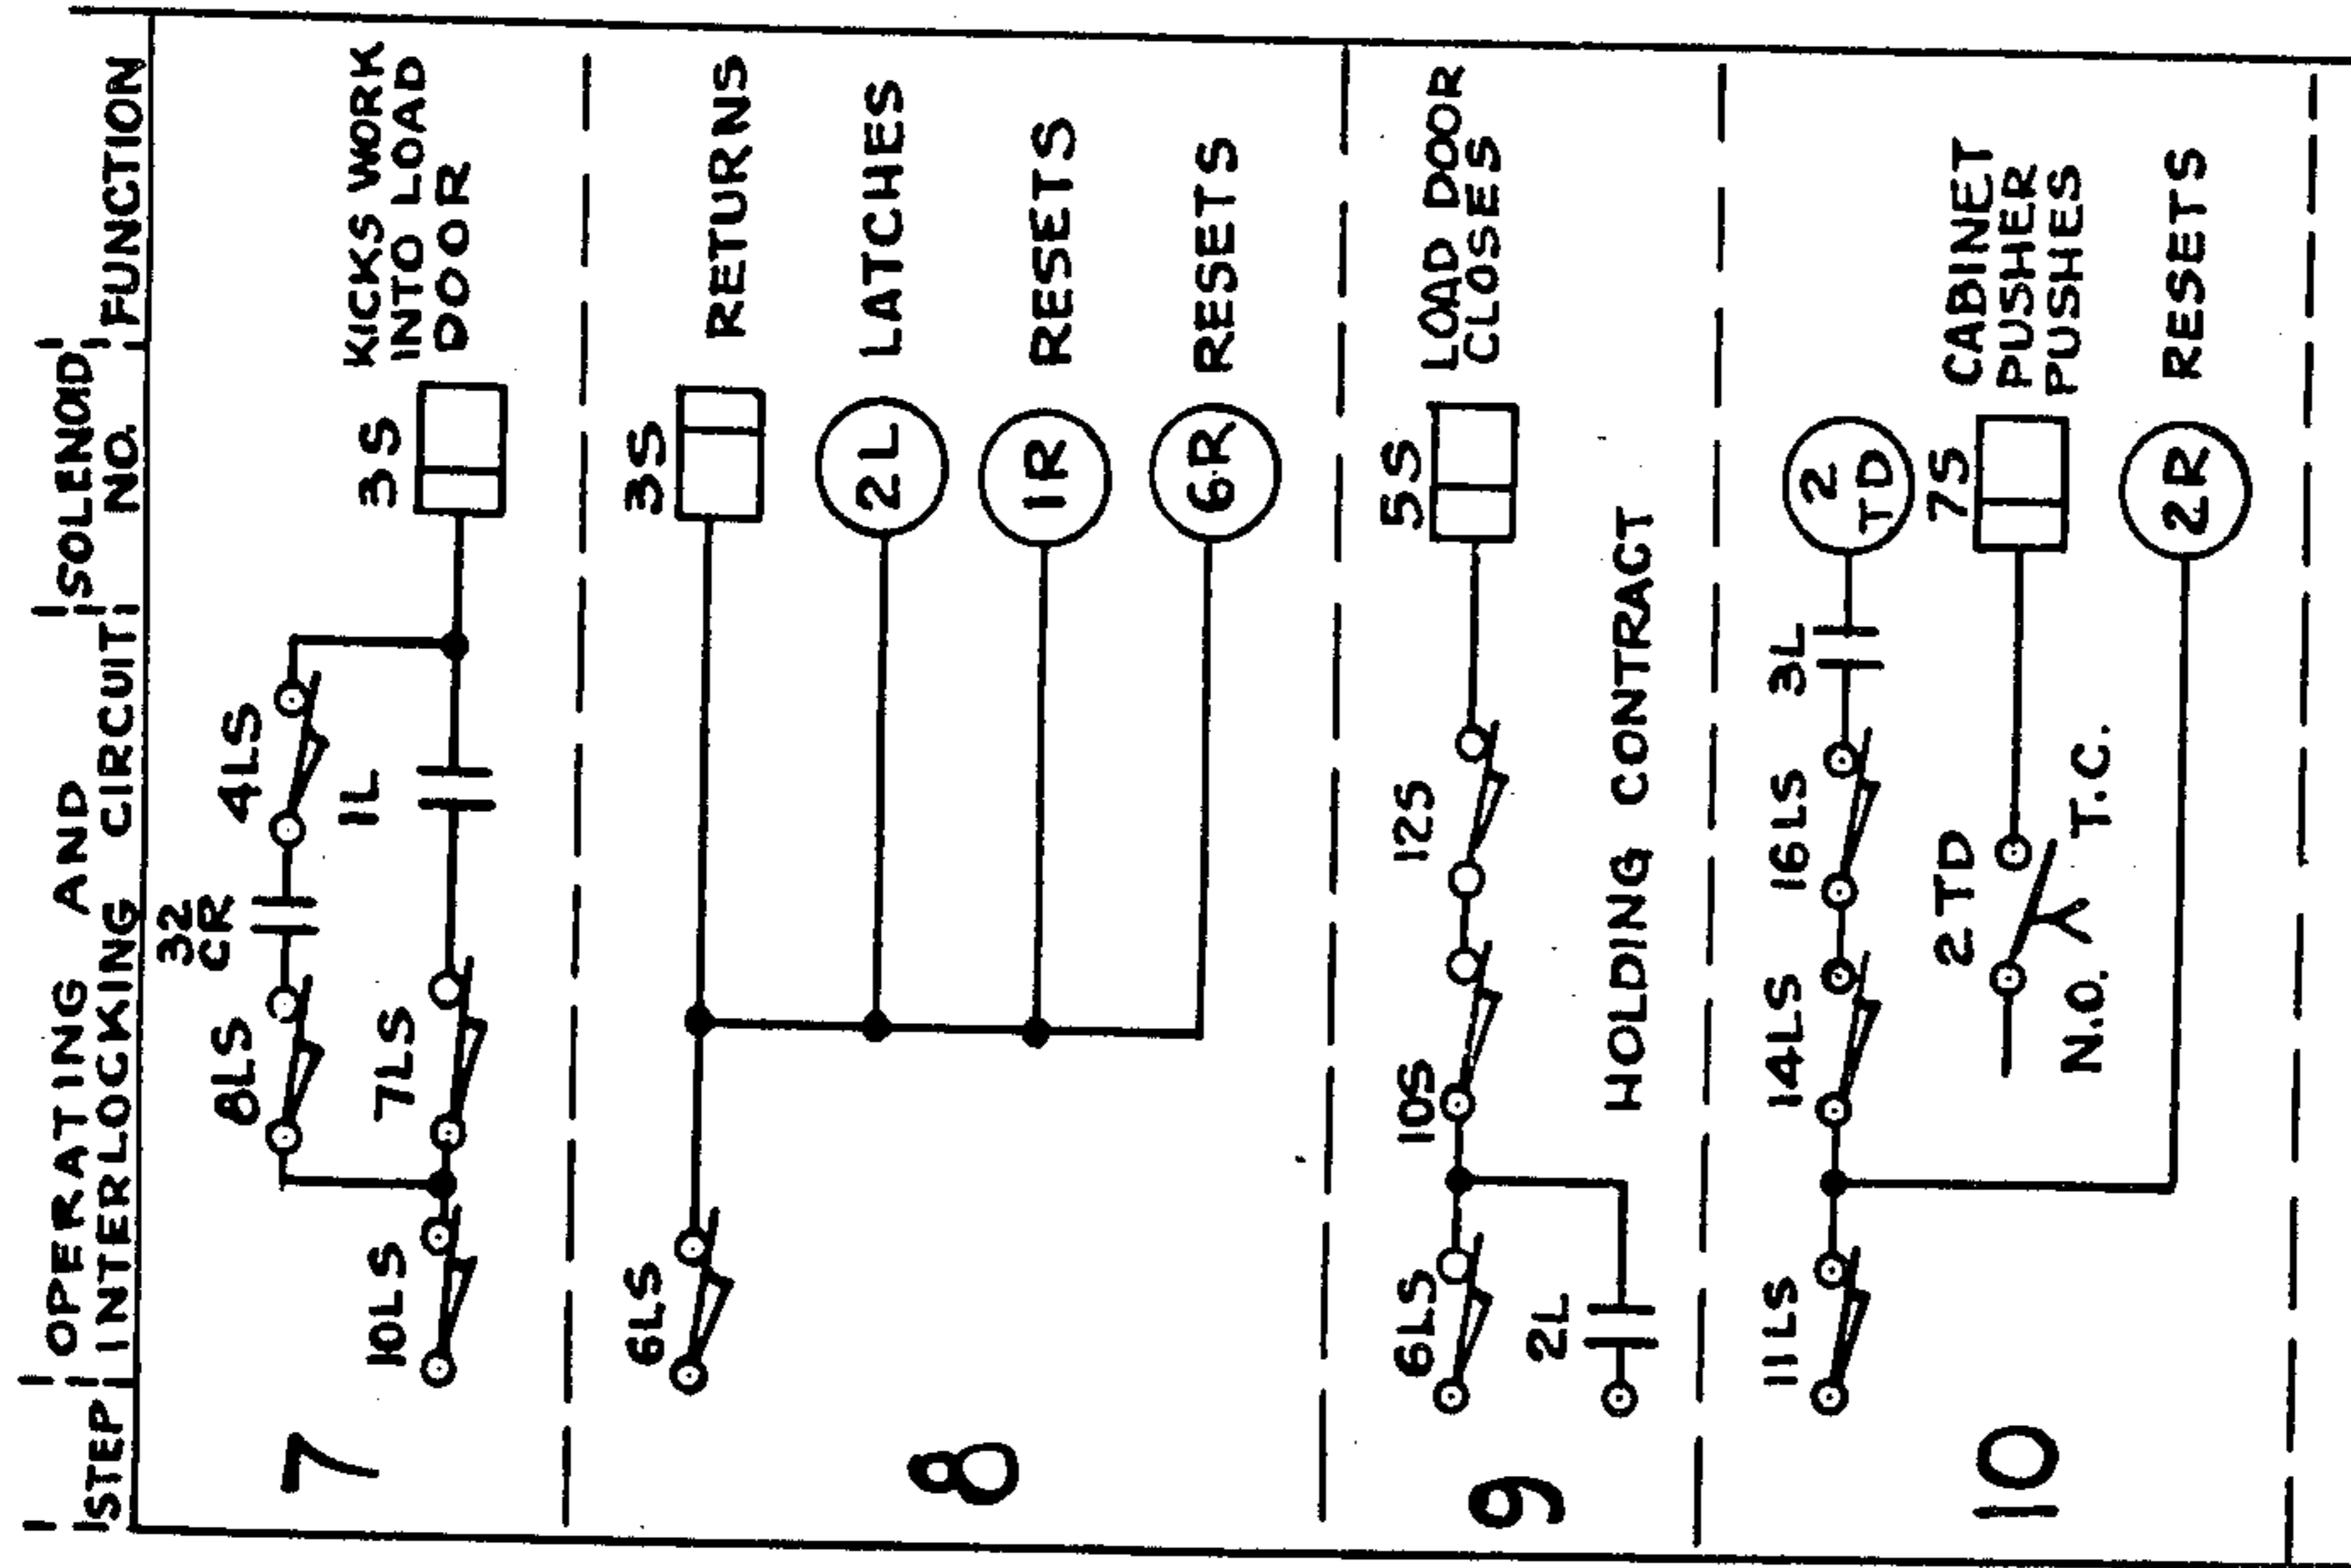 STEP
OPERATING AND
INTERLOCKING CIRCUIT
SOLENOID
NO.
FUNCTION
7
10LS
8LS
7LS
32
CR
4LS
1L
3S
KICKS WORK
INTO LOAD
DOOR
8
6LS
3S
RETURNS
2L
LATCHES
1R
RESETS
6R
RESETS
9
6LS
10S
12S
5S
LOAD DOOR
CLOSES
2L
HOLDING CONTRACT
10
11LS
14LS
16LS
3L
2
TD
2TD
7S
CABINET
PUSHER
PUSHES
N.O. T.C.
2R
RESETS